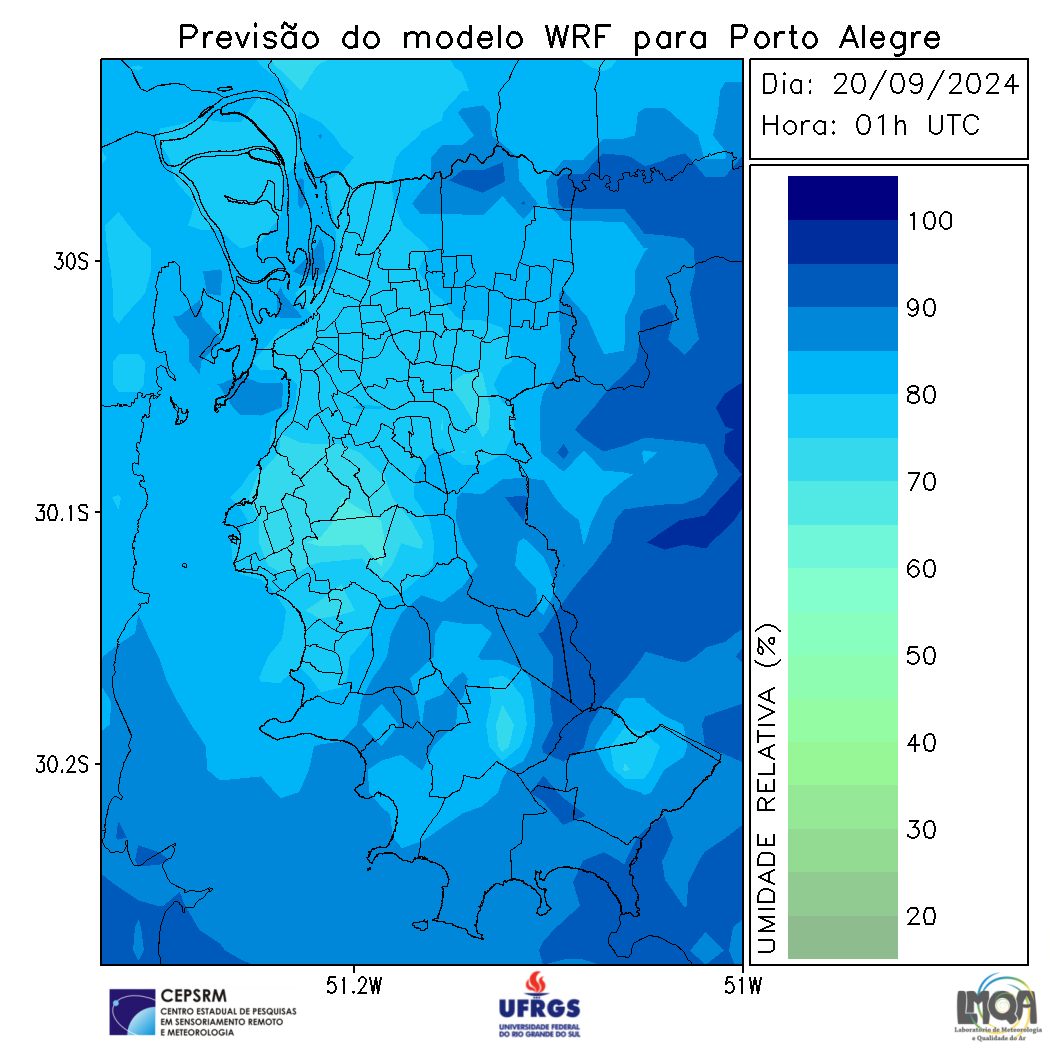 Previsão do modelo WRF para Porto Alegre
Dia: 20/09/2024
Hora: 01h UTC
30S
30.1S
30.2S
51.2W
51W
UMIDADE RELATIVA (%)
100
90
80
70
60
50
40
30
20
CEPSRM
CENTRO ESTADUAL DE PESQUISAS
EM SENSORIAMENTO REMOTO
E METEOROLOGIA
UFRGS
UNIVERSIDADE FEDERAL
DO RIO GRANDE DO SUL
LMQA
Laboratório de Meteorologia
e Qualidade do Ar